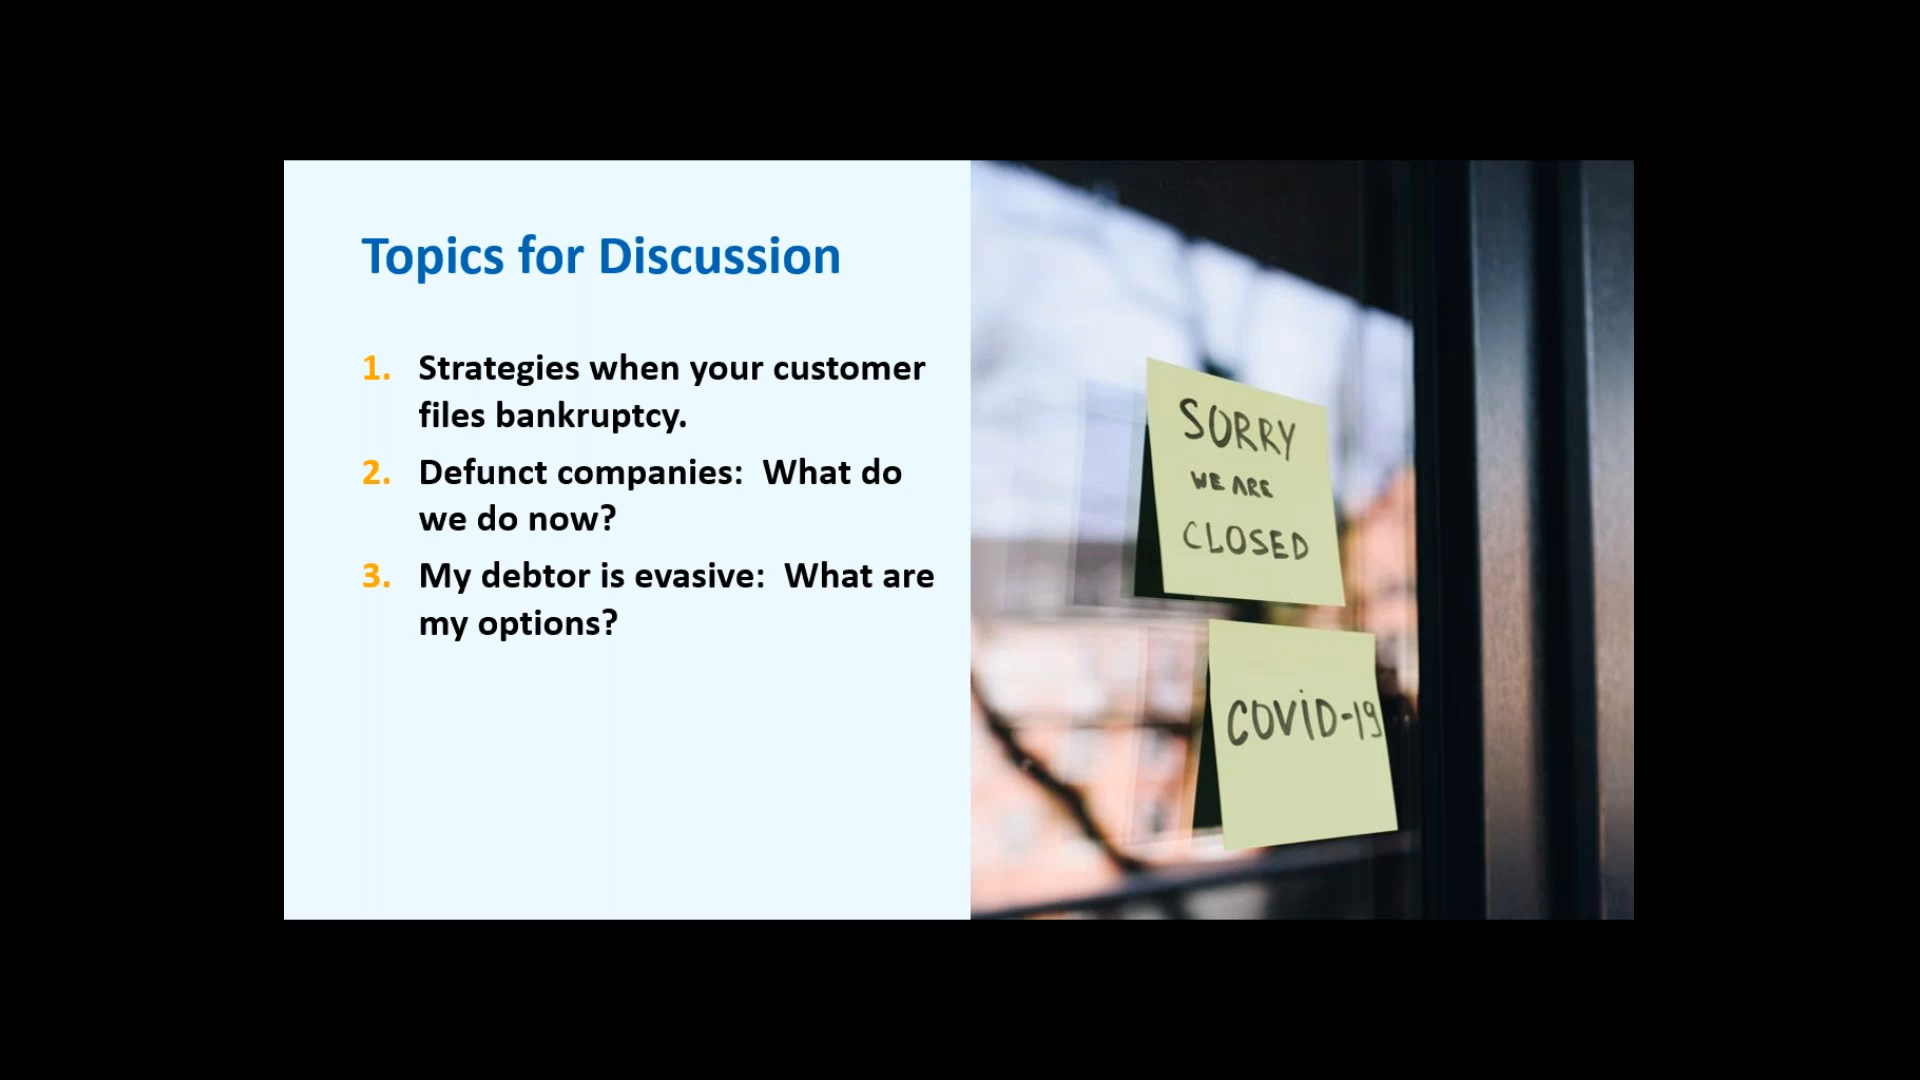 Topics for Discussion
1. Strategies when your customer
files bankruptcy.
2. Defunct companies:  What do
we do now?
3. My debtor is evasive:  What are
my options?
SORRY
WE ARE
CLOSED
COVID-19